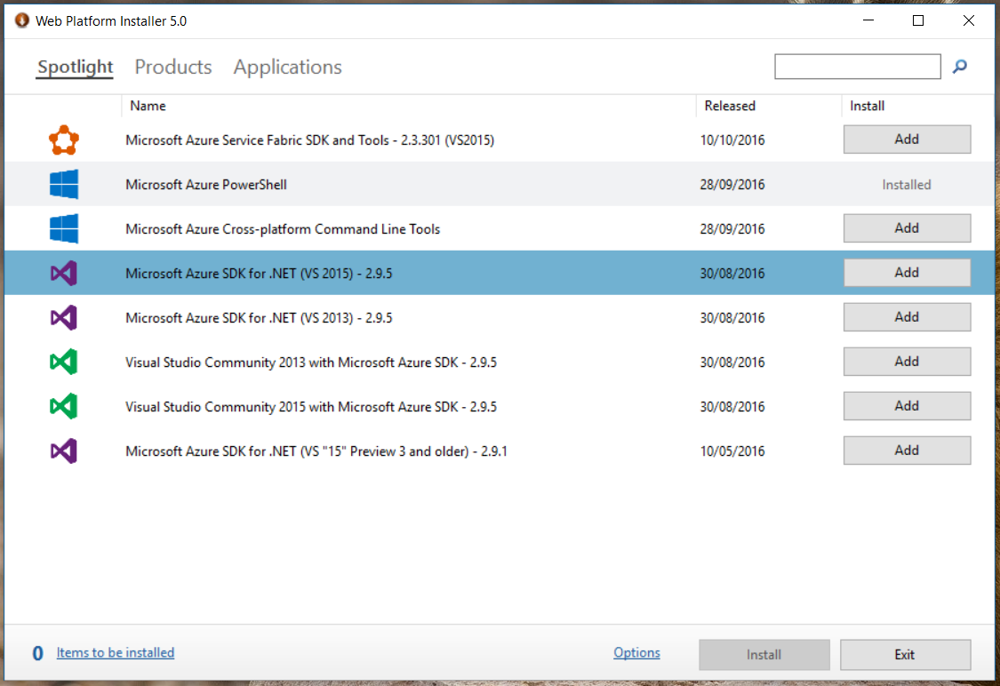 Web Platform Installer 5.0
Spotlight Products Applications
Name Released Install
Microsoft Azure Service Fabric SDK and Tools - 2.3.301 (VS2015) 10/10/2016 Add
Microsoft Azure PowerShell 28/09/2016 Installed
Microsoft Azure Cross-platform Command Line Tools 28/09/2016 Add
Microsoft Azure SDK for .NET (VS 2015) - 2.9.5 30/08/2016 Add
Microsoft Azure SDK for .NET (VS 2013) - 2.9.5 30/08/2016 Add
Visual Studio Community 2013 with Microsoft Azure SDK - 2.9.5 30/08/2016 Add
Visual Studio Community 2015 with Microsoft Azure SDK - 2.9.5 30/08/2016 Add
Microsoft Azure SDK for .NET (VS "15" Preview 3 and older) - 2.9.1 10/05/2016 Add
0 Items to be installed Options Install Exit